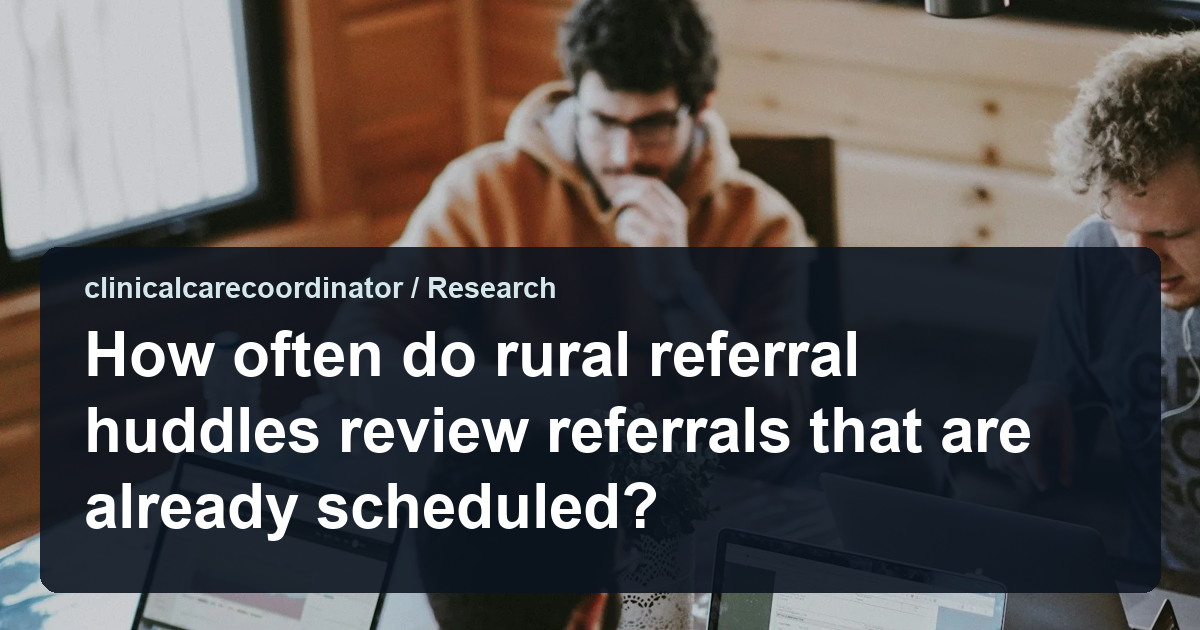 clinicalcarecoordinator / Research
How often do rural referral
huddles review referrals that are
already scheduled?